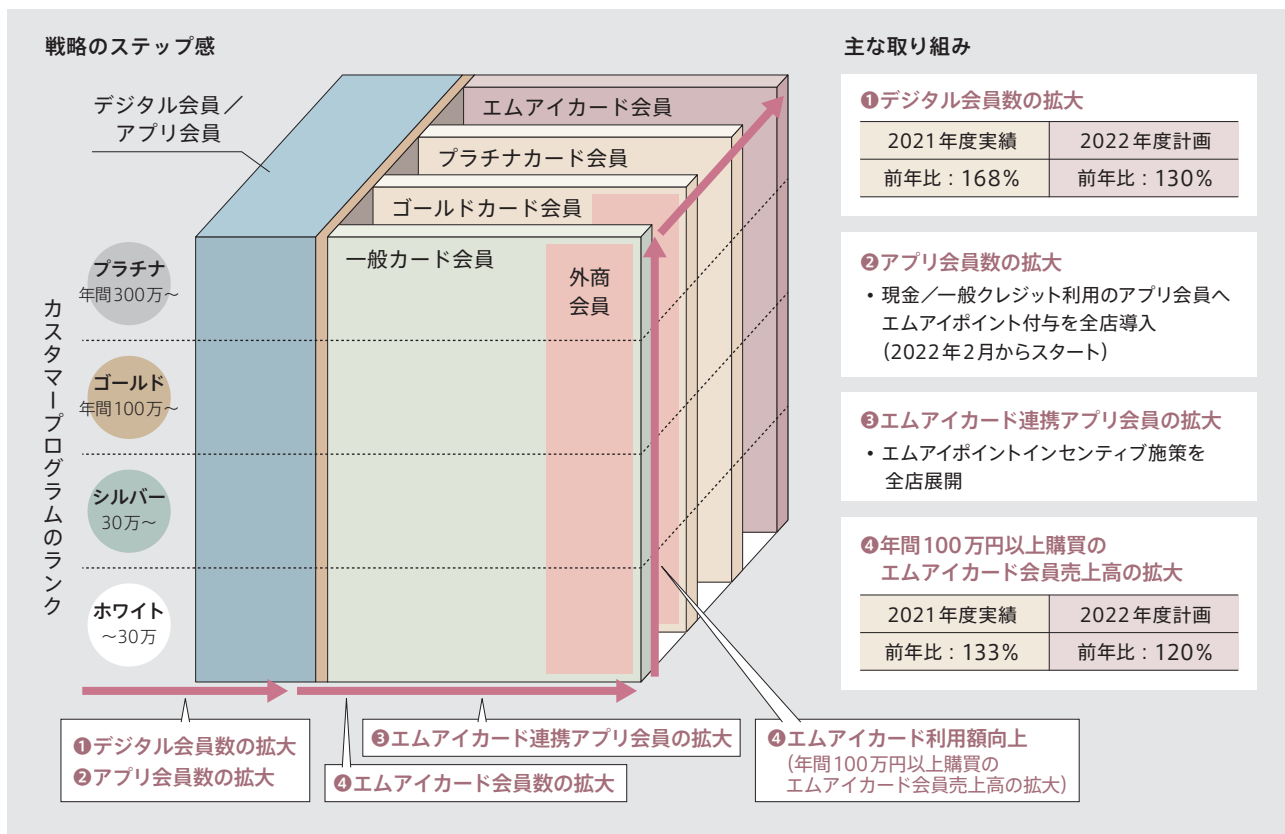 戦略のステップ感
デジタル会員／
アプリ会員
エムアイカード会員
プラチナカード会員
ゴールドカード会員
一般カード会員
外商
会員
カスタマープログラムのランク
プラチナ
年間300万～
ゴールド
年間100万～
シルバー
30万～
ホワイト
～30万
❶デジタル会員数の拡大
❷アプリ会員数の拡大
❸エムアイカード連携アプリ会員の拡大
❹エムアイカード会員数の拡大
❹エムアイカード利用額向上
(年間100万円以上購買の
エムアイカード会員売上高の拡大)
主な取り組み
❶デジタル会員数の拡大
2021年度実績 2022年度計画
前年比：168% 前年比：130%
❷アプリ会員数の拡大
・現金／一般クレジット利用のアプリ会員へ
エムアイポイント付与を全店導入
(2022年2月からスタート)
❸エムアイカード連携アプリ会員の拡大
・エムアイポイントインセンティブ施策を
全店展開
❹年間100万円以上購買の
エムアイカード会員売上高の拡大
2021年度実績 2022年度計画
前年比：133% 前年比：120%